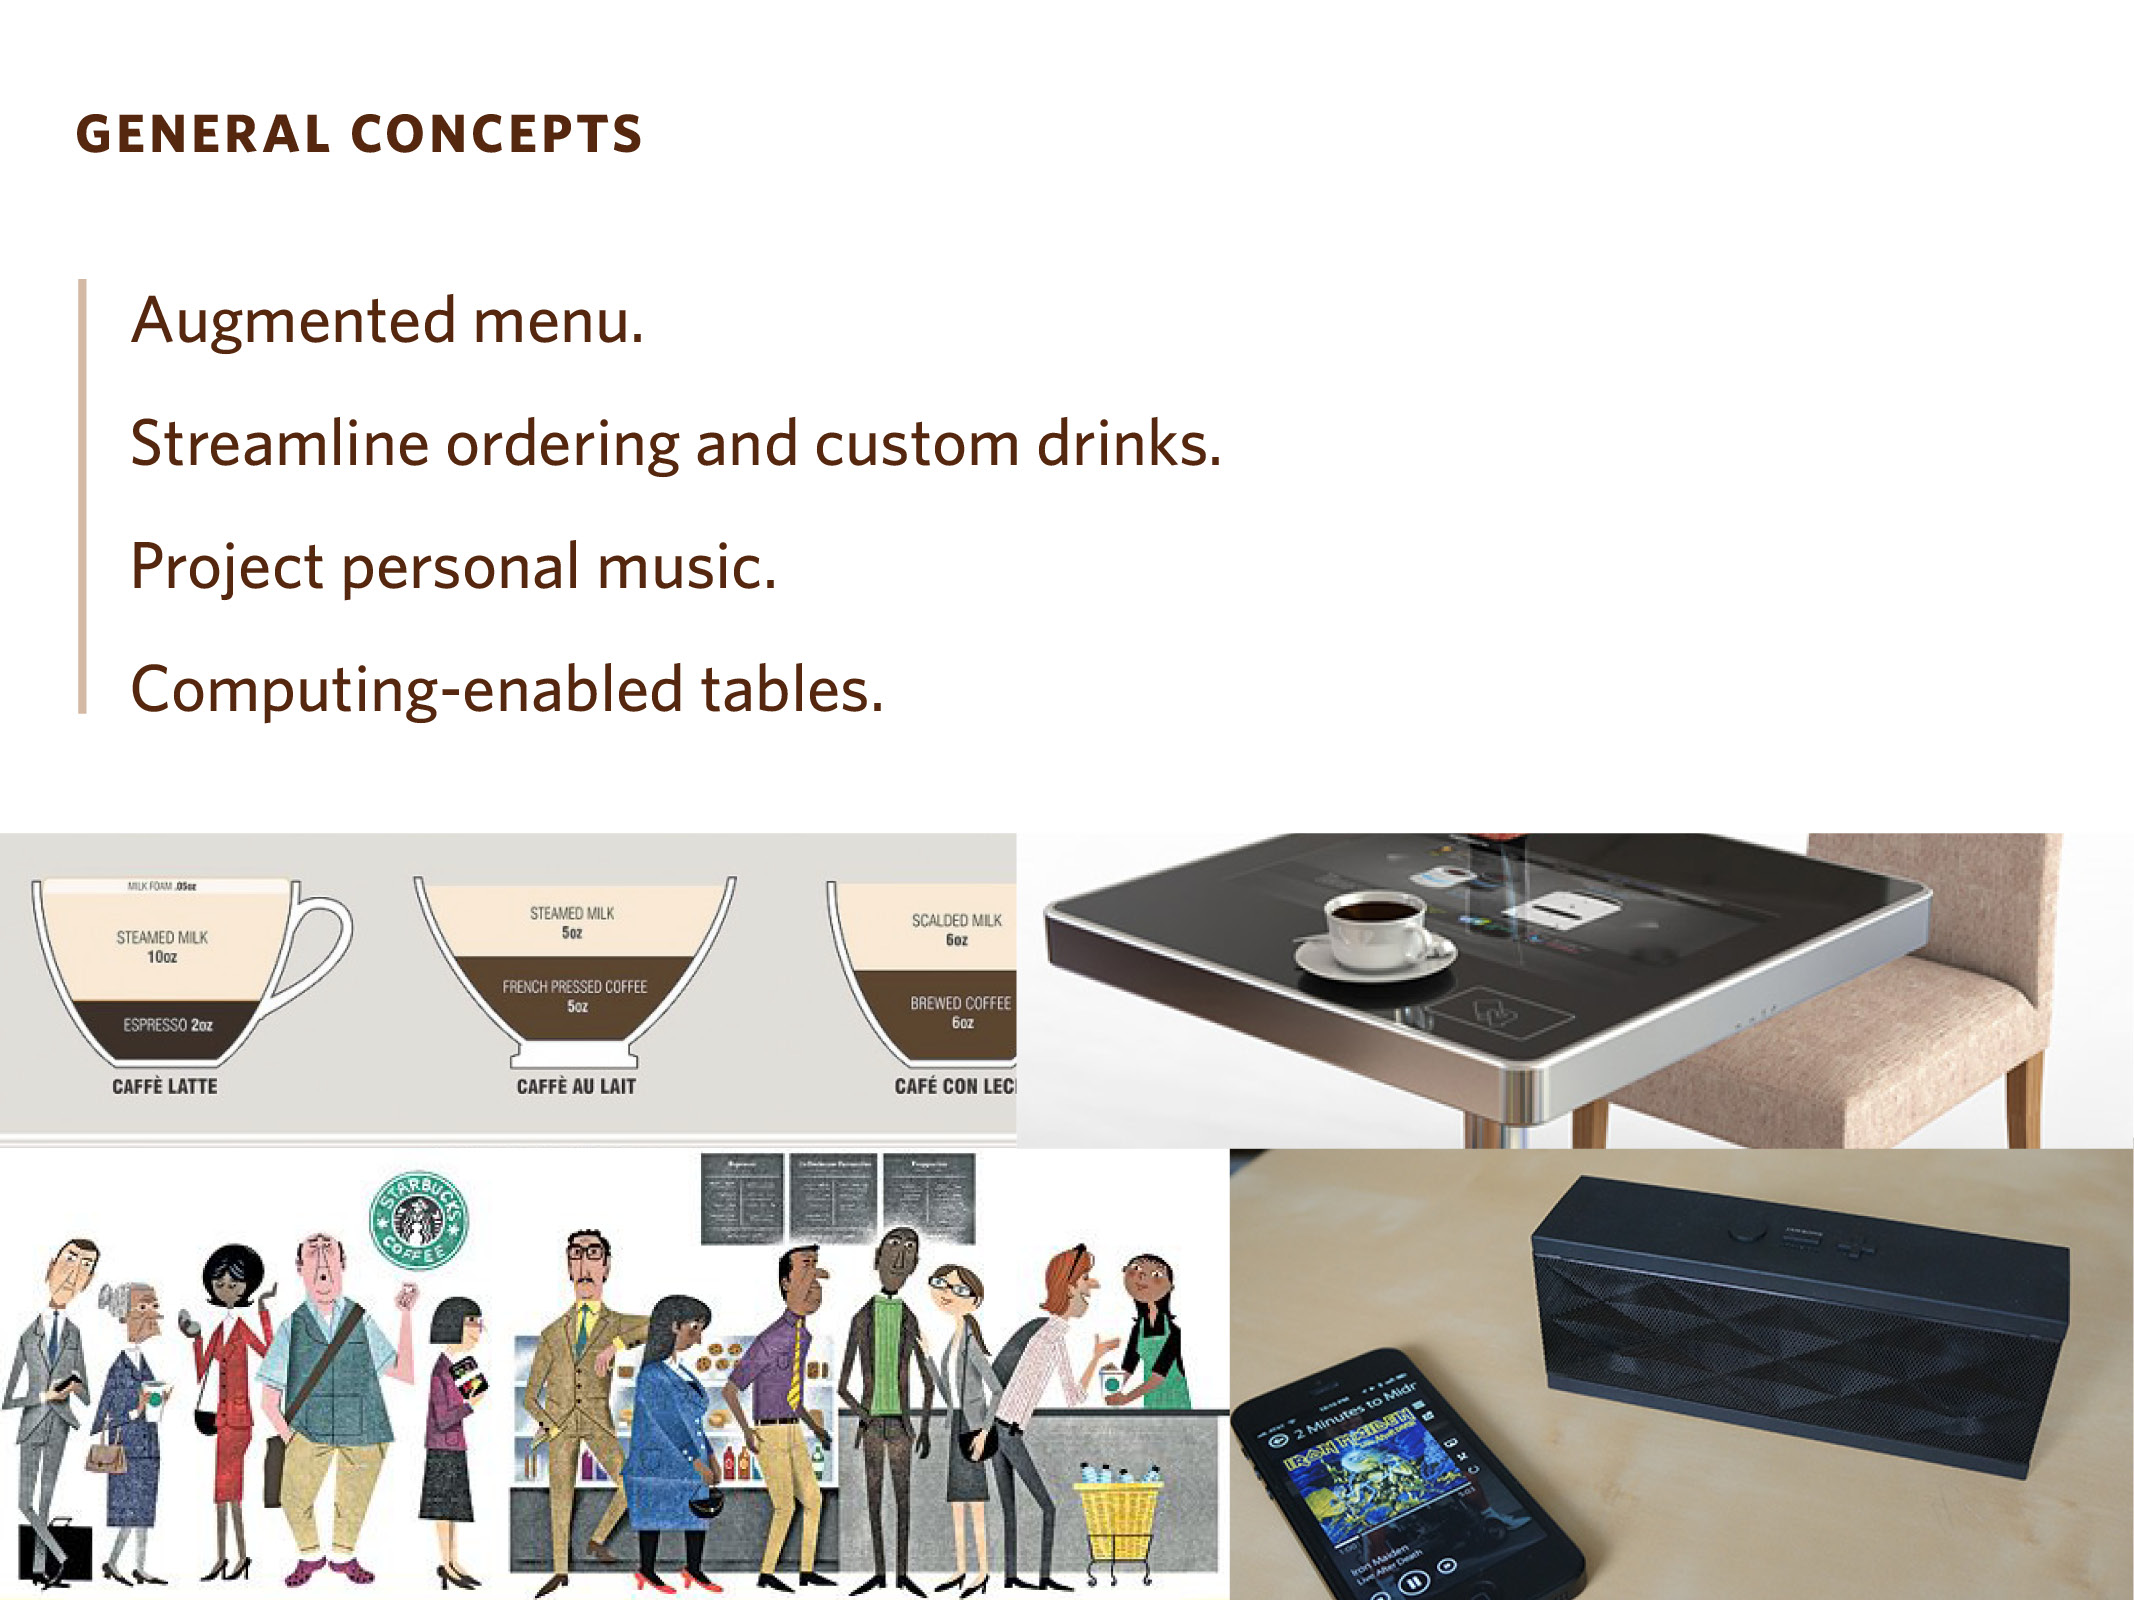 GENERAL CONCEPTS
Augmented menu.
Streamline ordering and custom drinks.
Project personal music.
Computing-enabled tables.
MILK FOAM .05oz
STEAMED MILK
10oz
ESPRESSO 2oz
CAFFÈ LATTE
STEAMED MILK
5oz
FRENCH PRESSED COFFEE
5oz
CAFFÈ AU LAIT
SCALDED MILK
6oz
BREWED COFFEE
6oz
CAFÉ CON LEC
STARBUCKS
COFFEE
Espresso
Frappuccino
2 Minutes to Midr
IRON MAIDEN
Iron Maiden
Live After Death